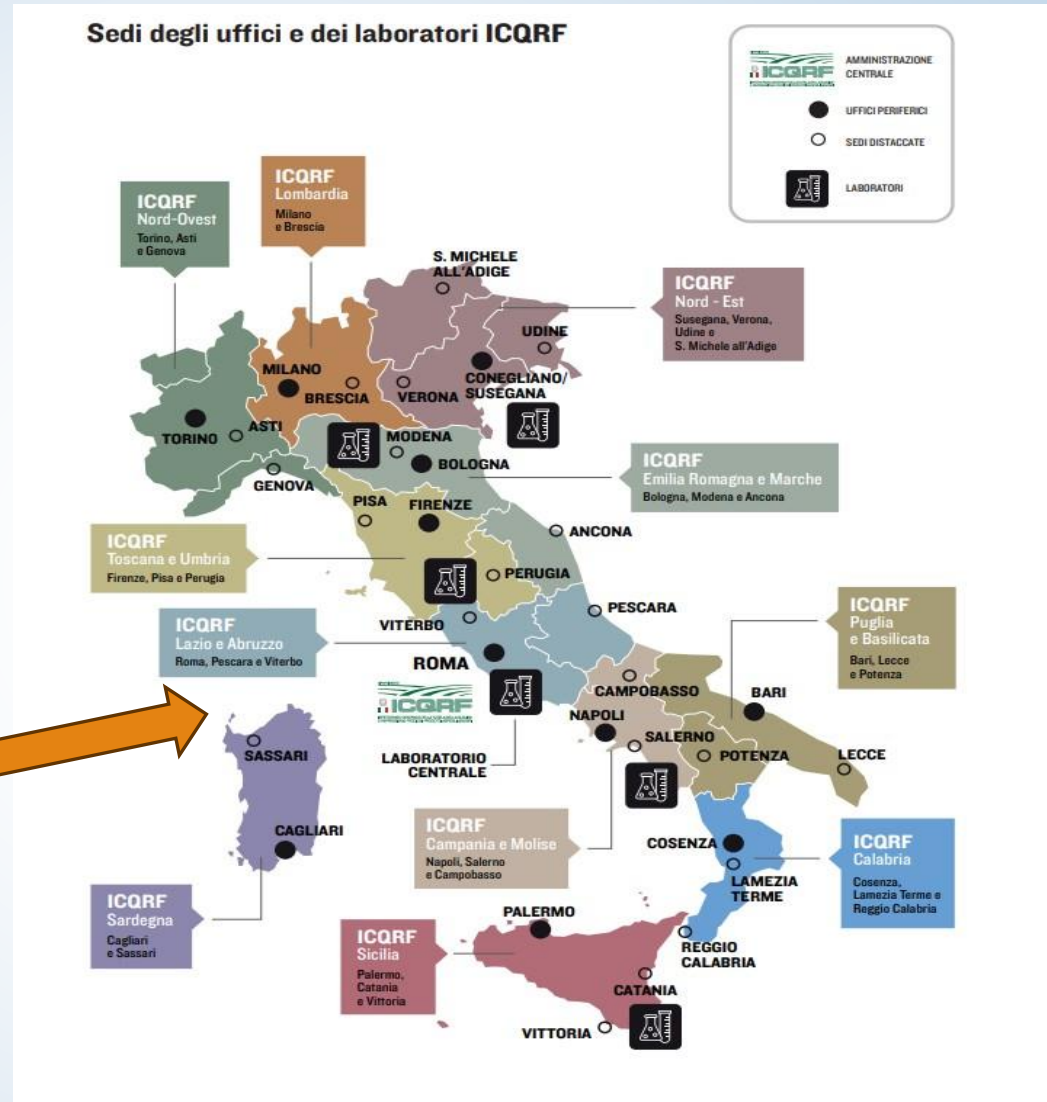 Sedi degli uffici e dei laboratori ICQRF
ICQRF
AMMINISTRAZIONE
CENTRALE
UFFICI PERIFERICI
SEDI DISTACCATE
LABORATORI
ICQRF
Nord-Ovest
Torino, Asti
e Genova
ICQRF
Lombardia
Milano
e Brescia
S. MICHELE
ALL'ADIGE
ICQRF
Nord - Est
Susegana, Verona,
Udine e
S. Michele all'Adige
UDINE
MILANO
BRESCIA
VERONA
CONEGLIANO/
SUSEGANA
TORINO
ASTI
MODENA
BOLOGNA
GENOVA
ICQRF
Emilia Romagna e Marche
Bologna, Modena e Ancona
PISA
FIRENZE
ANCONA
ICQRF
Toscana e Umbria
Firenze, Pisa e Perugia
PERUGIA
PESCARA
VITERBO
ICQRF
Lazio e Abruzzo
Roma, Pescara e Viterbo
ICQRF
Puglia
e Basilicata
Bari, Lecce
e Potenza
ROMA
ICQRF
LABORATORIO
CENTRALE
CAMPOBASSO
BARI
NAPOLI
SALERNO
POTENZA
LECCE
SASSARI
CAGLIARI
ICQRF
Campania e Molise
Napoli, Salerno
e Campobasso
COSENZA
LAMEZIA
TERME
ICQRF
Calabria
Cosenza,
Lamezia Terme e
Reggio Calabria
ICQRF
Sardegna
Cagliari
e Sassari
PALERMO
REGGIO
CALABRIA
ICQRF
Sicilia
Palermo,
Catania
e Vittoria
CATANIA
VITTORIA